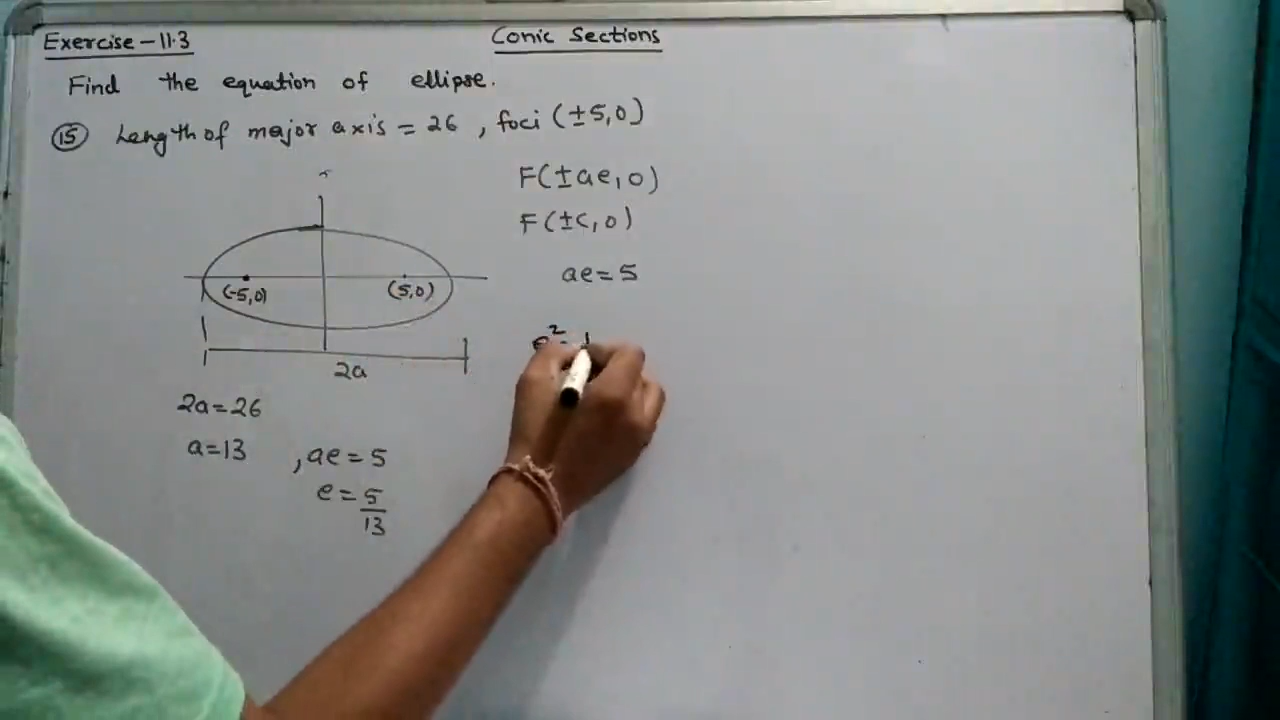 Exercise-11.3
Conic Sections
Find the equation of ellipse.
15 Length of major axis = 26 , foci (±5,0)
F(±ae,0)
F(±c,0)
ae=5
(-5,0)
(5,0)
2a
2a=26
a=13 , ae=5
e=5/13